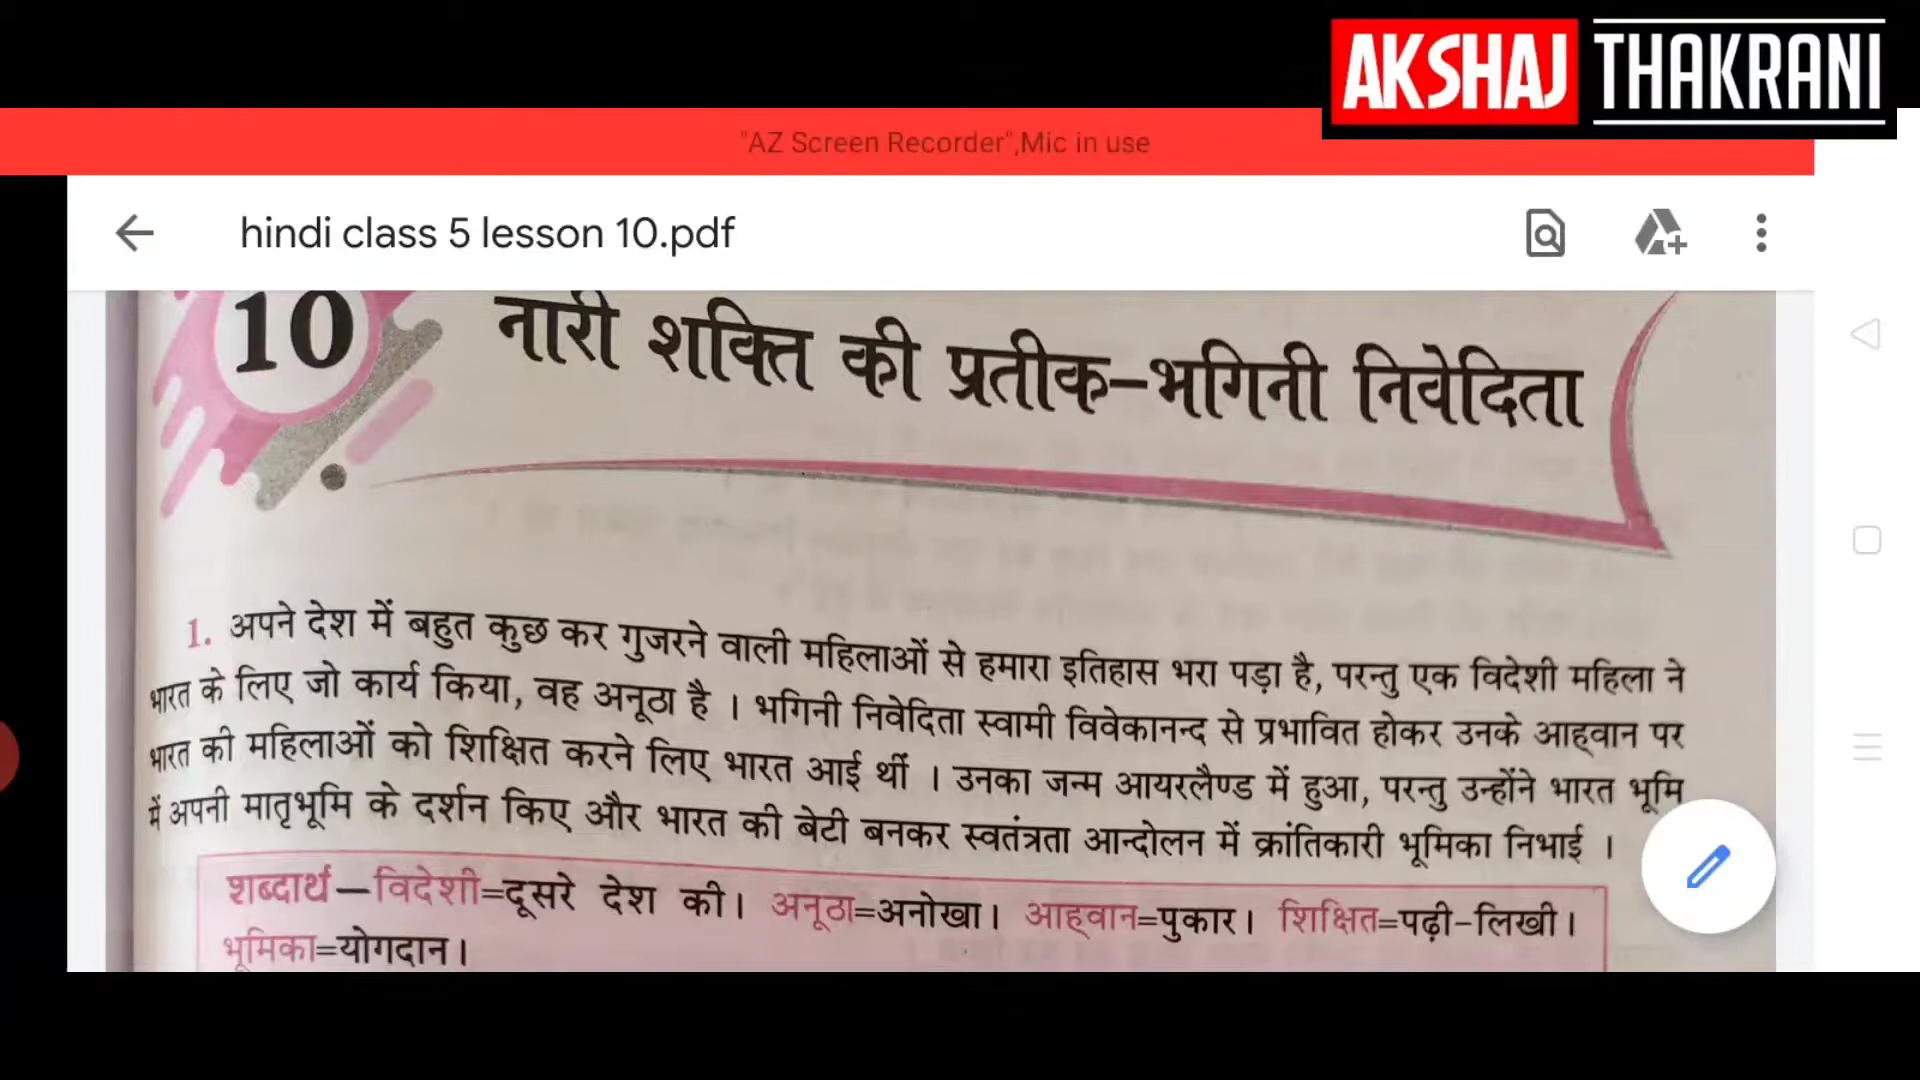 AKSHAJ THAKRANI
"AZ Screen Recorder",Mic in use
hindi class 5 lesson 10.pdf
10 नारी शक्ति की प्रतीक–भगिनी निवेदिता
1. अपने देश में बहुत कुछ कर गुजरने वाली महिलाओं से हमारा इतिहास भरा पड़ा है, परन्तु एक विदेशी महिला ने
भारत के लिए जो कार्य किया, वह अनूठा है । भगिनी निवेदिता स्वामी विवेकानन्द से प्रभावित होकर उनके आह्वान पर
भारत की महिलाओं को शिक्षित करने लिए भारत आई थीं । उनका जन्म आयरलैण्ड में हुआ, परन्तु उन्होंने भारत भूमि
में अपनी मातृभूमि के दर्शन किए और भारत की बेटी बनकर स्वतंत्रता आन्दोलन में क्रांतिकारी भूमिका निभाई ।
शब्दार्थ—विदेशी=दूसरे देश की। अनूठा=अनोखा। आह्वान=पुकार। शिक्षित=पढ़ी-लिखी।
भूमिका=योगदान।